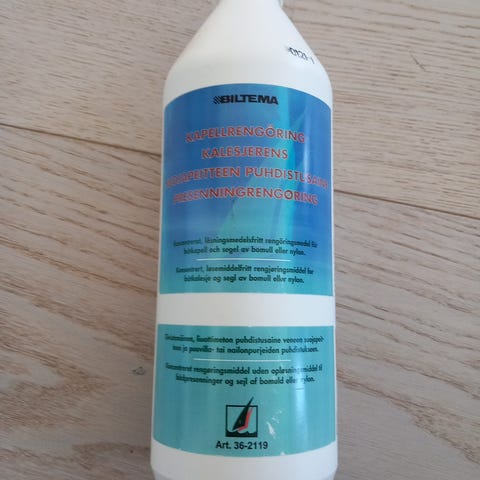 BILTEMA
KAPELLRENGÖRING
KALESJERENS
PUHDISTUSAINE
PRESENNINGRENGØRING
Koncentrerat, lösningsmedelsfritt rengöringsmedel för
båtkapell och segel av bomull eller nylon.
Konsentrert, løsemiddelfritt rengjøringsmiddel for
båtkalesje og segl av bomull eller nylon.
liuottimeton puhdistusaine veneen suojapeit-
teen ja puuvilla- tai nailonpurjeiden puhdistukseen.
Koncentreret rengøringsmiddel uden opløsningsmiddel til
bådpresenninger og sejl af bomuld eller nylon.
Art. 36-2119